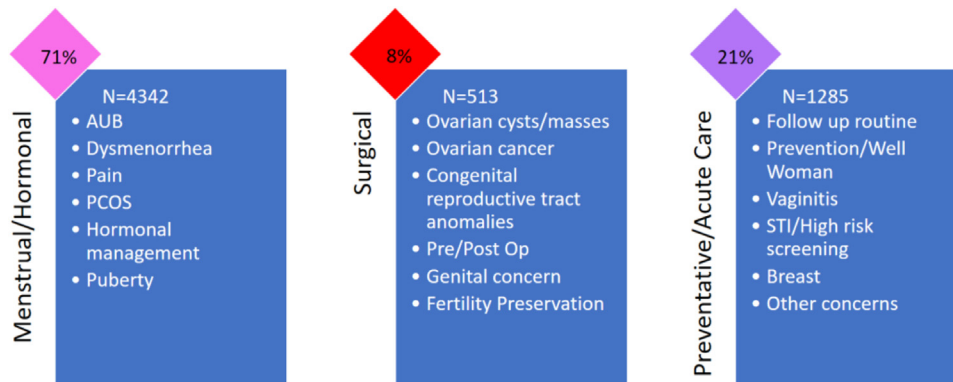 71%
Menstrual/Hormonal
N=4342
• AUB
• Dysmenorrhea
• Pain
• PCOS
• Hormonal
management
• Puberty
8%
Surgical
N=513
• Ovarian cysts/masses
• Ovarian cancer
• Congenital
reproductive tract
anomalies
• Pre/Post Op
• Genital concern
• Fertility Preservation
21%
Preventative/Acute Care
N=1285
• Follow up routine
• Prevention/Well
Woman
• Vaginitis
• STI/High risk
screening
• Breast
• Other concerns